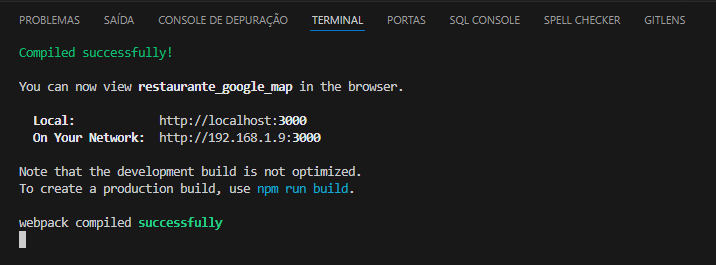 PROBLEMAS SAÍDA CONSOLE DE DEPURAÇÃO TERMINAL PORTAS SQL CONSOLE SPELL CHECKER GITLENS
Compiled successfully!
You can now view restaurante_google_map in the browser.
Local: http://localhost:3000
On Your Network: http://192.168.1.9:3000
Note that the development build is not optimized.
To create a production build, use npm run build.
webpack compiled successfully